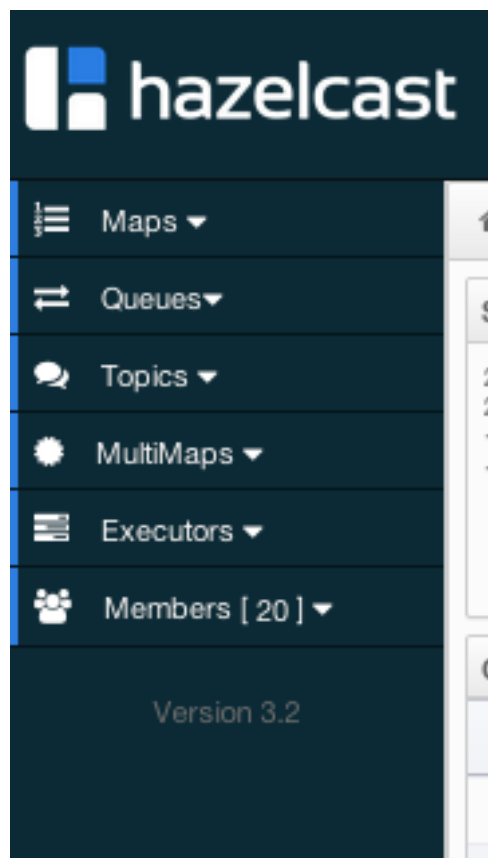 hazelcast
Maps
Queues
Topics
MultiMaps
Executors
Members [ 20 ]
Version 3.2